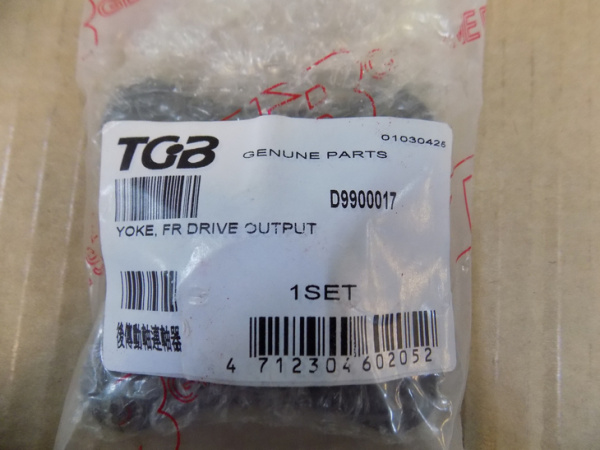 TGB GENUNE PARTS
01030426
D9900017
YOKE, FR DRIVE OUTPUT
1SET
後傳動軸連軸器
4 712304 602052